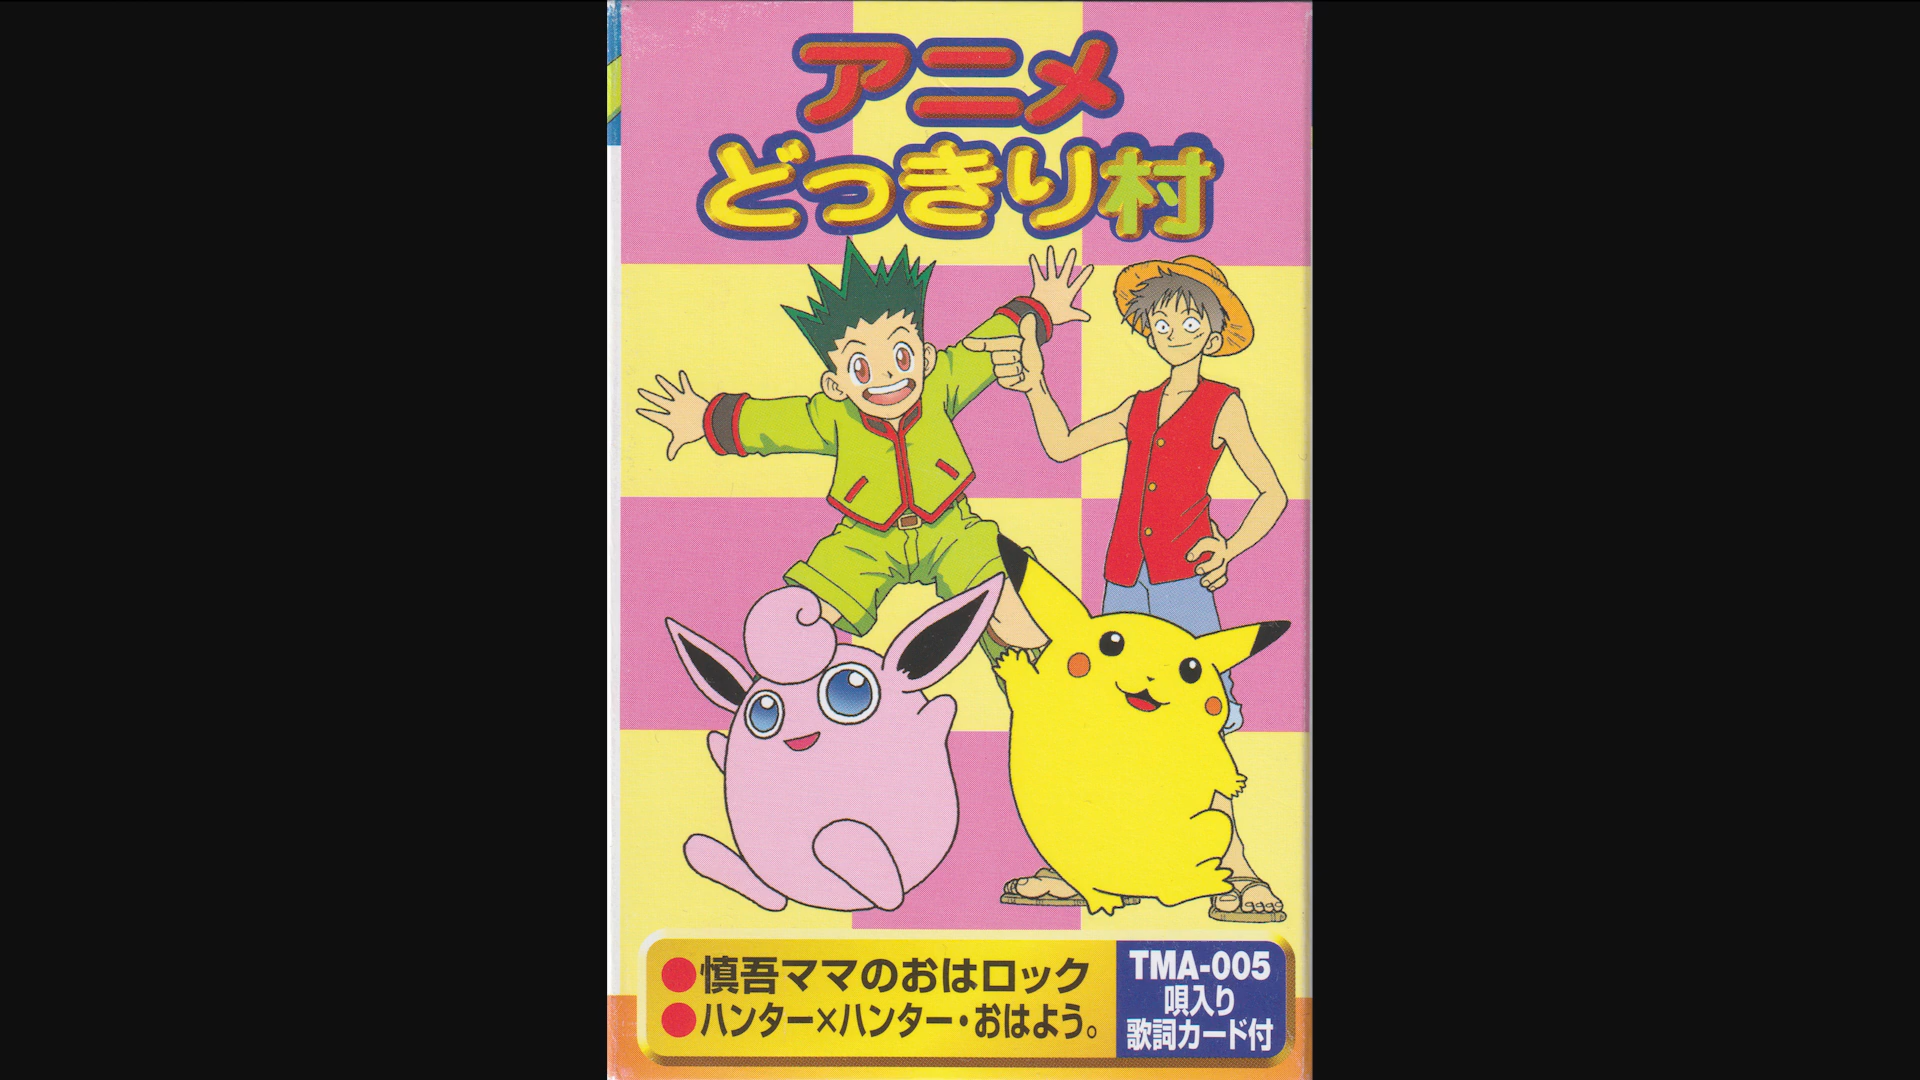 アニメ
どっきり村
●慎吾ママのおはロック
●ハンター×ハンター・おはよう。
TMA-005
唄入り
歌詞カード付